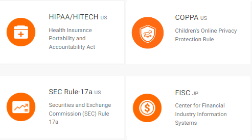 HIPAA/HITECH US
Health Insurance
Portability and
Accountability Act
COPPA US
Children's Online Privacy
Protection Rule
SEC Rule 17a US
Securities and Exchange
Commission (SEC) Rule
17a
FISC JP
Center for Financial
Industry Information
Systems